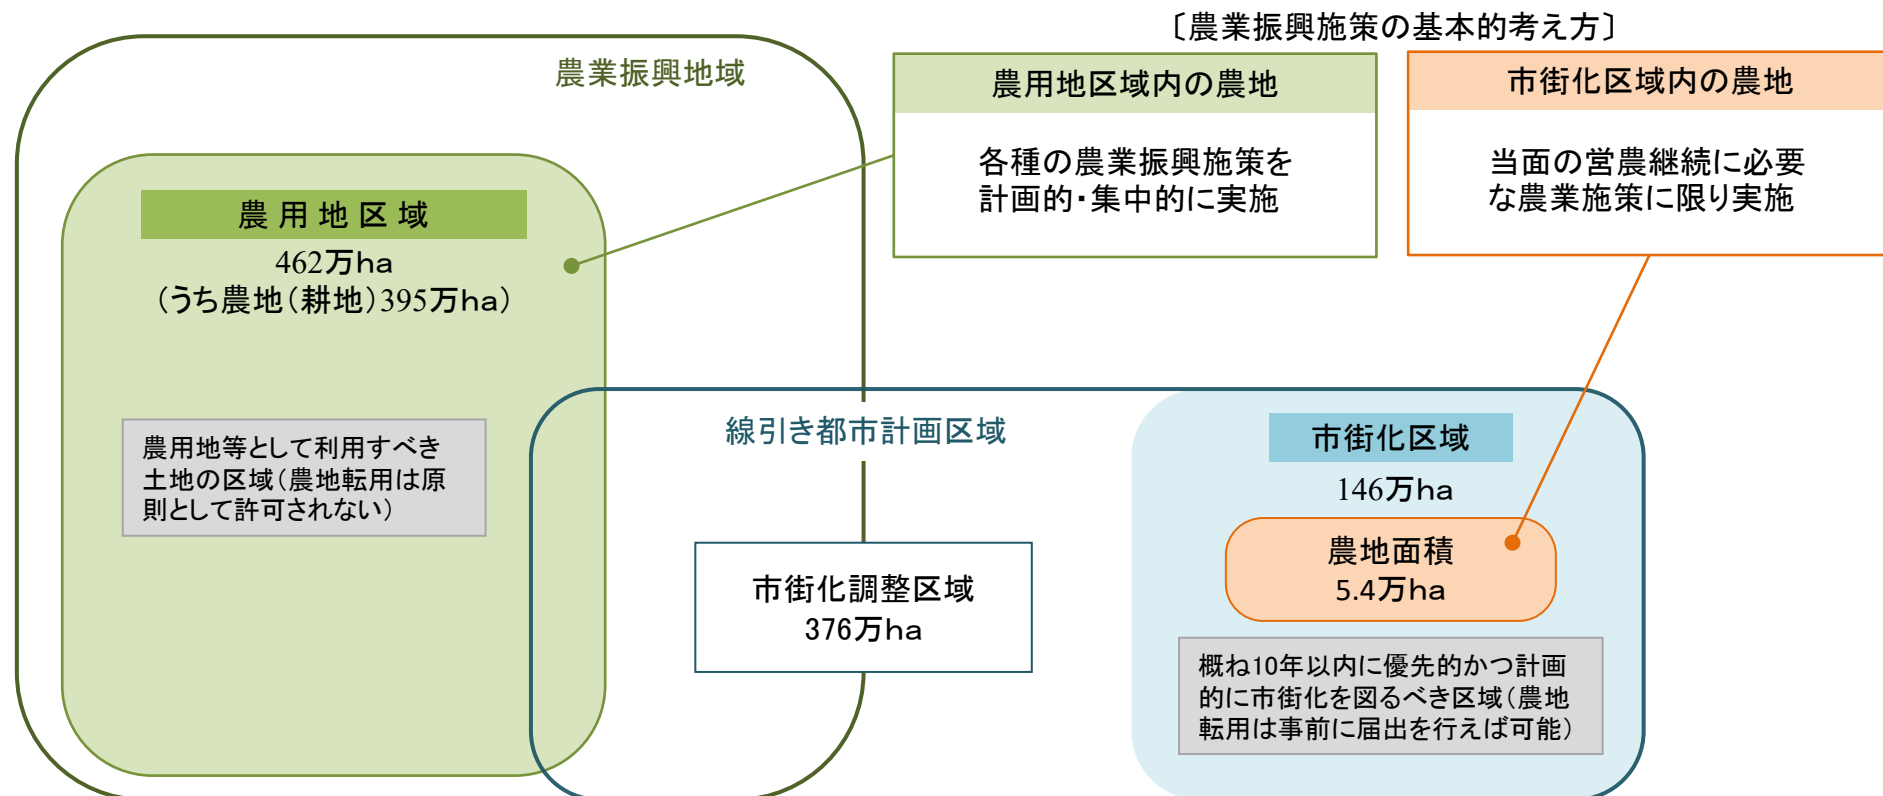 〔農業振興施策の基本的考え方〕
農業振興地域
農用地区域内の農地
各種の農業振興施策を
計画的・集中的に実施
市街化区域内の農地
当面の営農継続に必要
な農業施策に限り実施
農用地区域
462万ha
（うち農地（耕地）395万ha）
農用地等として利用すべき
土地の区域（農地転用は原
則として許可されない）
線引き都市計画区域
市街化調整区域
376万ha
市街化区域
146万ha
農地面積
5.4万ha
概ね10年以内に優先的かつ計画
的に市街化を図るべき区域（農地
転用は事前に届出を行えば可能）